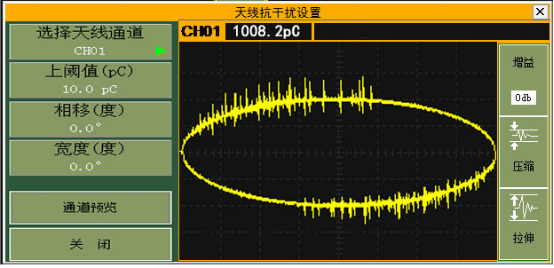 天线抗干扰设置
选择天线通道
CH01
上阈值(pC)
10.0 pC
相移(度)
0.0°
宽度(度)
0.0°
通道预览
关 闭
CH01 1008.2pC
增益
0db
压缩
拉伸